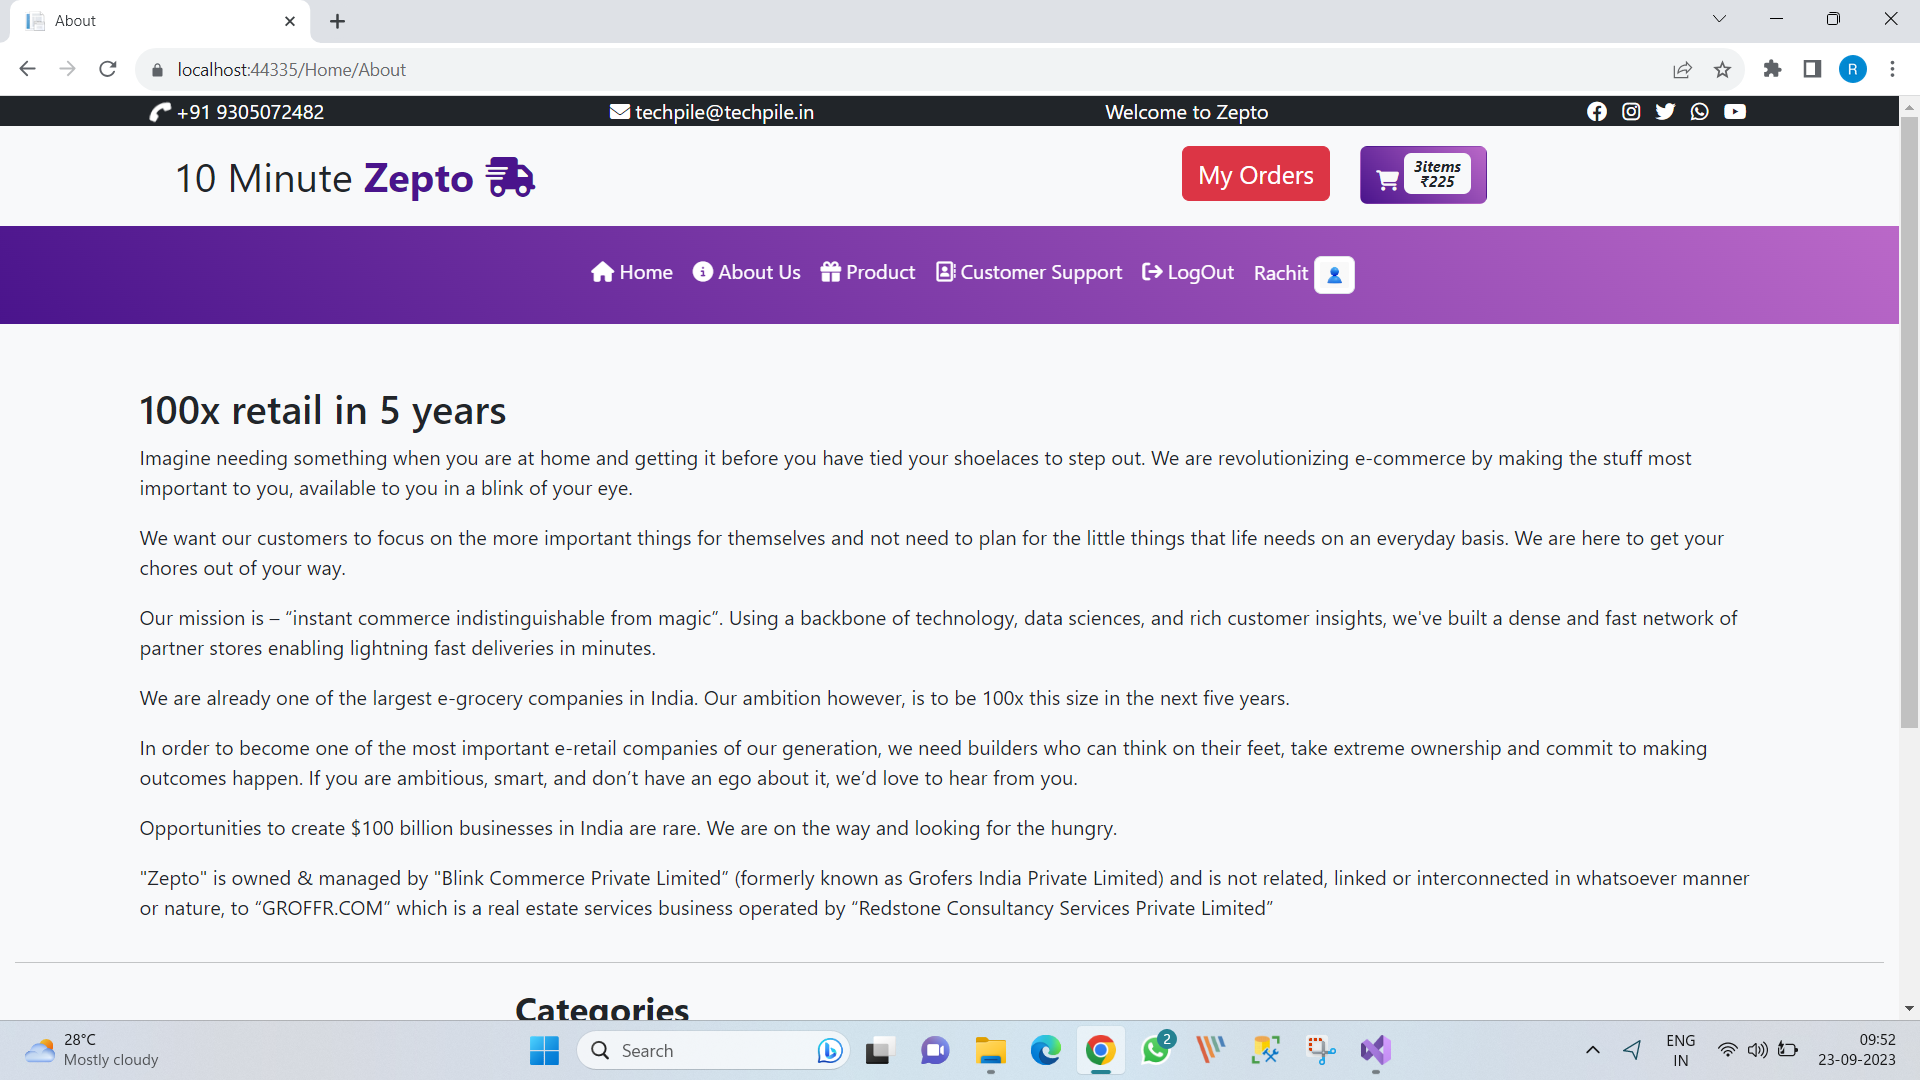 About
localhost:44335/Home/About
R
+91 9305072482
techpile@techpile.in
Welcome to Zepto
10 Minute Zepto
My Orders
3items
₹225
Home
About Us
Product
Customer Support
LogOut
Rachit
100x retail in 5 years
Imagine needing something when you are at home and getting it before you have tied your shoelaces to step out. We are revolutionizing e-commerce by making the stuff most
important to you, available to you in a blink of your eye.
We want our customers to focus on the more important things for themselves and not need to plan for the little things that life needs on an everyday basis. We are here to get your
chores out of your way.
Our mission is – “instant commerce indistinguishable from magic”. Using a backbone of technology, data sciences, and rich customer insights, we've built a dense and fast network of
partner stores enabling lightning fast deliveries in minutes.
We are already one of the largest e-grocery companies in India. Our ambition however, is to be 100x this size in the next five years.
In order to become one of the most important e-retail companies of our generation, we need builders who can think on their feet, take extreme ownership and commit to making
outcomes happen. If you are ambitious, smart, and don’t have an ego about it, we’d love to hear from you.
Opportunities to create $100 billion businesses in India are rare. We are on the way and looking for the hungry.
"Zepto" is owned & managed by "Blink Commerce Private Limited” (formerly known as Grofers India Private Limited) and is not related, linked or interconnected in whatsoever manner
or nature, to “GROFFR.COM” which is a real estate services business operated by “Redstone Consultancy Services Private Limited”
Categories
28°C
Mostly cloudy
Search
2
ENG
IN
09:52
23-09-2023